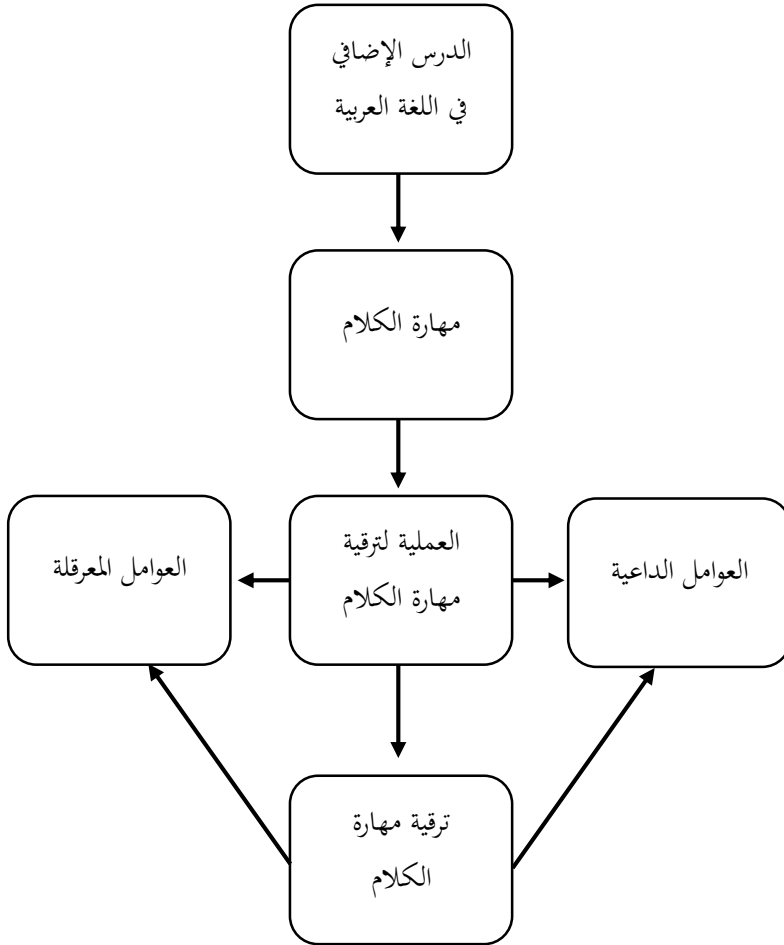 الدرس الإضافي
في اللغة العربية
مهارة الكلام
العملية لترقية
مهارة الكلام
العوامل الداعية
العوامل المعرقلة
ترقية مهارة
الكلام